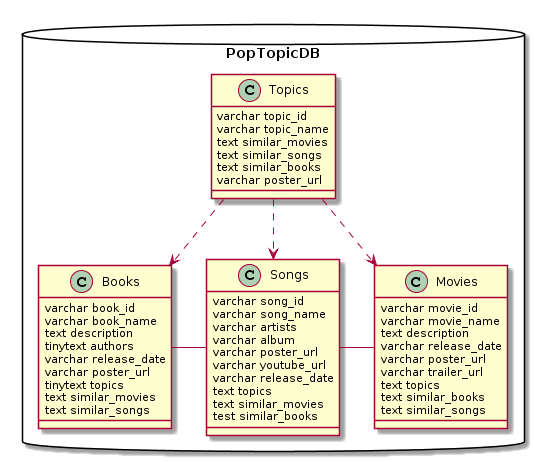 PopTopicDB
C Topics
varchar topic_id
varchar topic_name
text similar_movies
text similar_songs
text similar_books
varchar poster_url
C Books
varchar book_id
varchar book_name
text description
tinytext authors
varchar release_date
varchar poster_url
tinytext topics
text similar_movies
text similar_songs
C Songs
varchar song_id
varchar song_name
varchar artists
varchar album
varchar poster_url
varchar youtube_url
varchar release_date
text topics
text similar_movies
test similar_books
C Movies
varchar movie_id
varchar movie_name
text description
varchar release_date
varchar poster_url
varchar trailer_url
text topics
text similar_books
text similar_songs